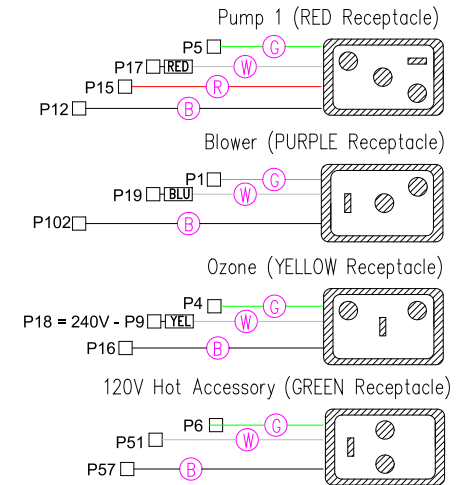 Pump 1 (RED Receptacle)
P5 G
P17 RED W
P15 R
P12 B
Blower (PURPLE Receptacle)
P1 G
P19 BLU W
P102 B
Ozone (YELLOW Receptacle)
P4 G
P18 = 240V - P9 YEL W
P16 B
120V Hot Accessory (GREEN Receptacle)
P6 G
P51 W
P57 B